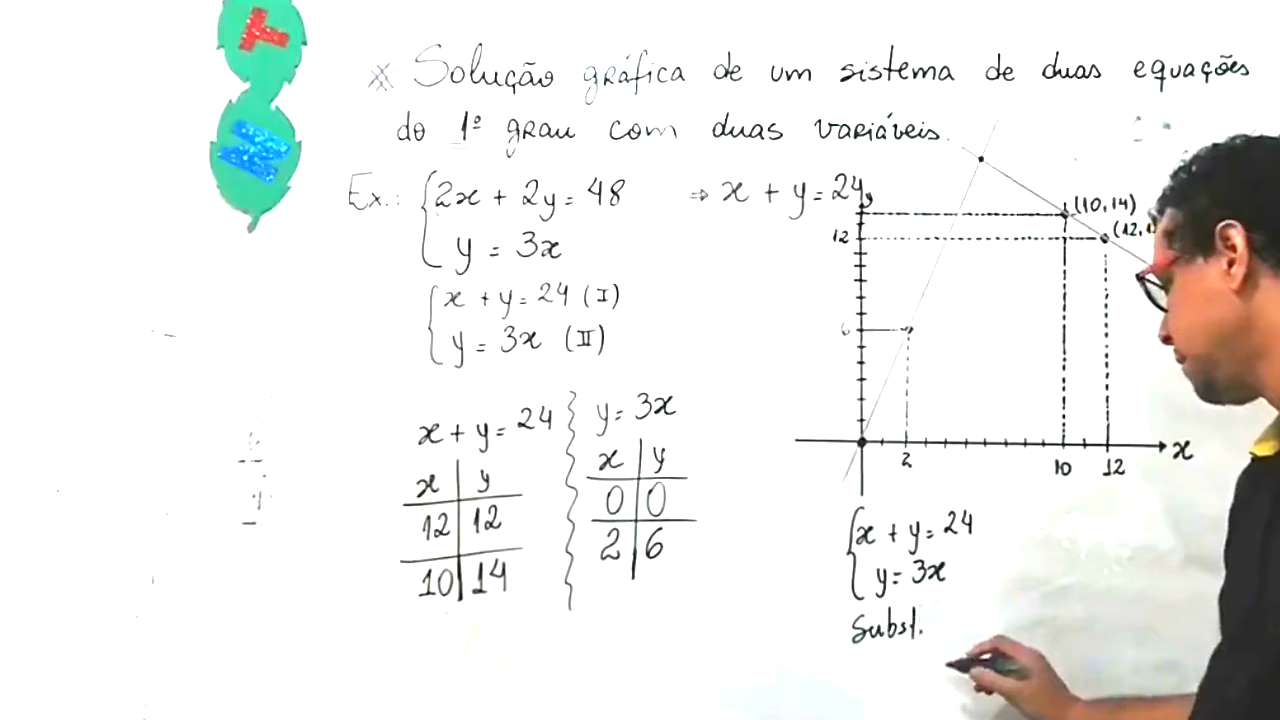 T
M
* Solução gráfica de um sistema de duas equações
do 1º grau com duas variáveis.
Ex.: 2x + 2y = 48 ⇒ x + y = 24
y = 3x
x + y = 24 (I)
y = 3x (II)
x + y = 24
x y
12 12
10 14
y = 3x
x y
0 0
2 6
y
(10,14)
12
6
2 10 12 x
x + y = 24
y = 3x
Subst.